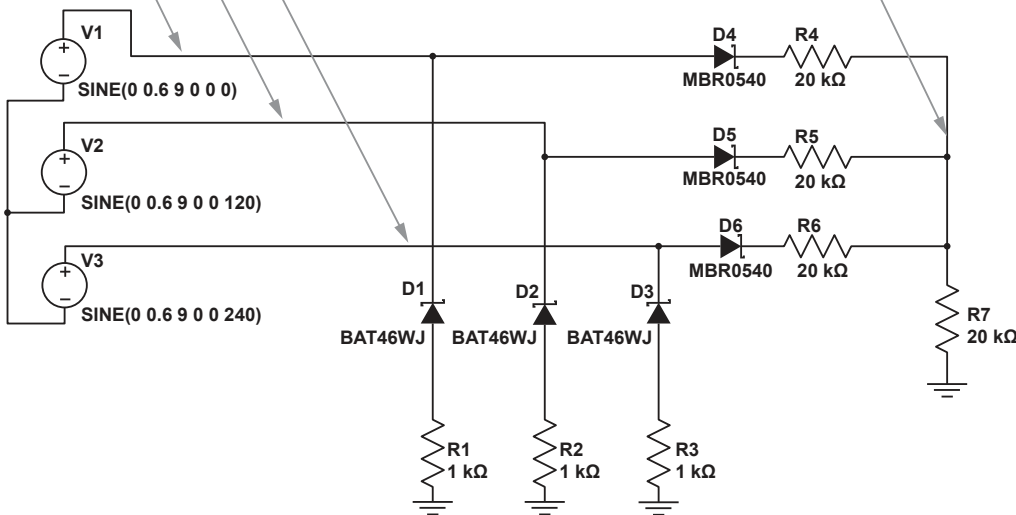 V1
SINE(0 0.6 9 0 0 0)
V2
SINE(0 0.6 9 0 0 120)
V3
SINE(0 0.6 9 0 0 240)
D4
MBR0540
R4
20 kΩ
D5
MBR0540
R5
20 kΩ
D6
MBR0540
R6
20 kΩ
D1
BAT46WJ
D2
BAT46WJ
D3
BAT46WJ
R7
20 kΩ
R1
1 kΩ
R2
1 kΩ
R3
1 kΩ